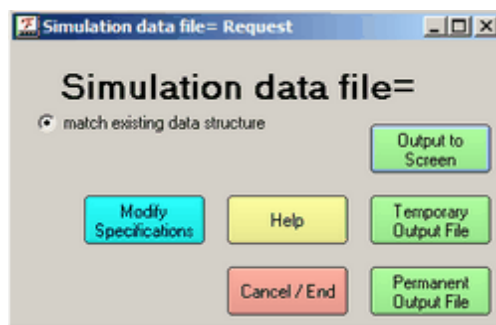 Simulation data file= Request
Simulation data file=
match existing data structure
Output to
Screen
Modify
Specifications
Help
Temporary
Output File
Cancel / End
Permanent
Output File